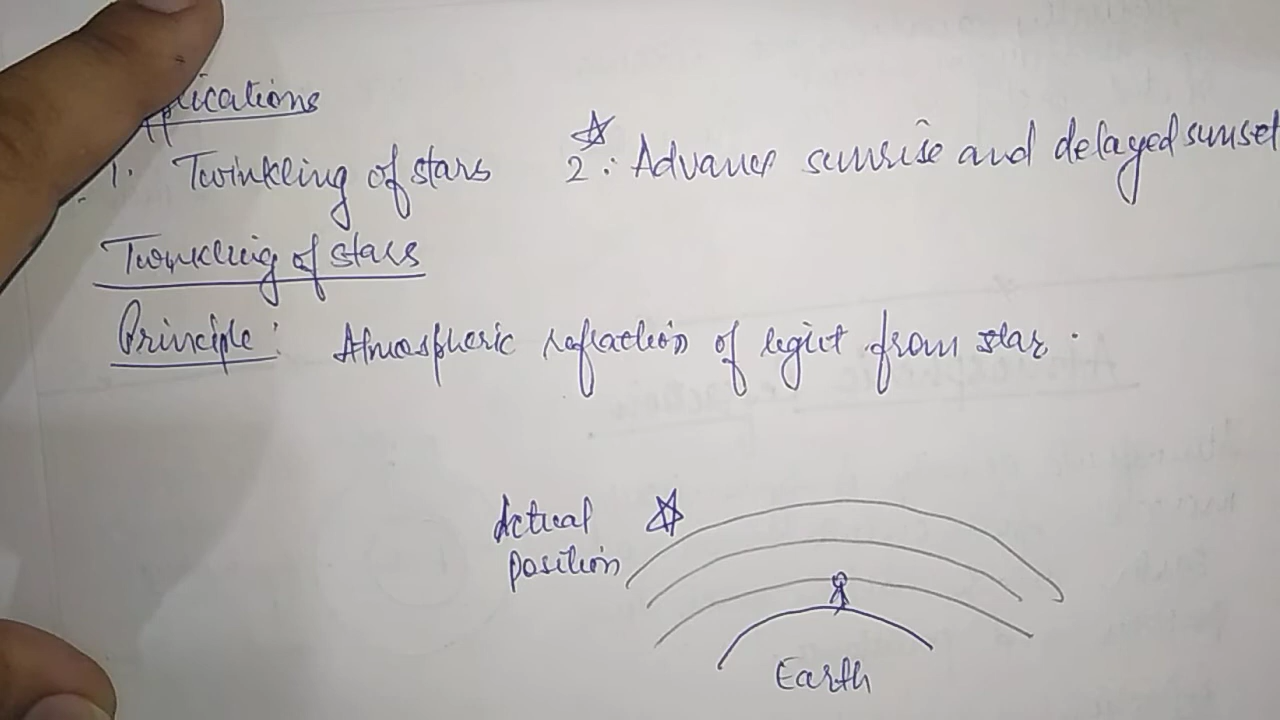 Applications
1. Twinkling of stars 2: Advance sunrise and delayed sunset
Twinkling of stars
Principle: Atmospheric refraction of light from star.
Actual
position
Earth